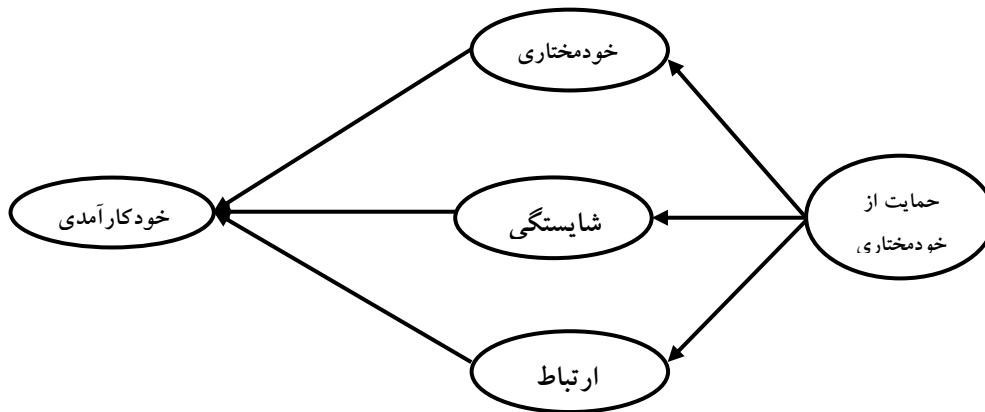 خودمختاری
حمایت از
خودمختاری
شایستگی
خودکارآمدی
ارتباط